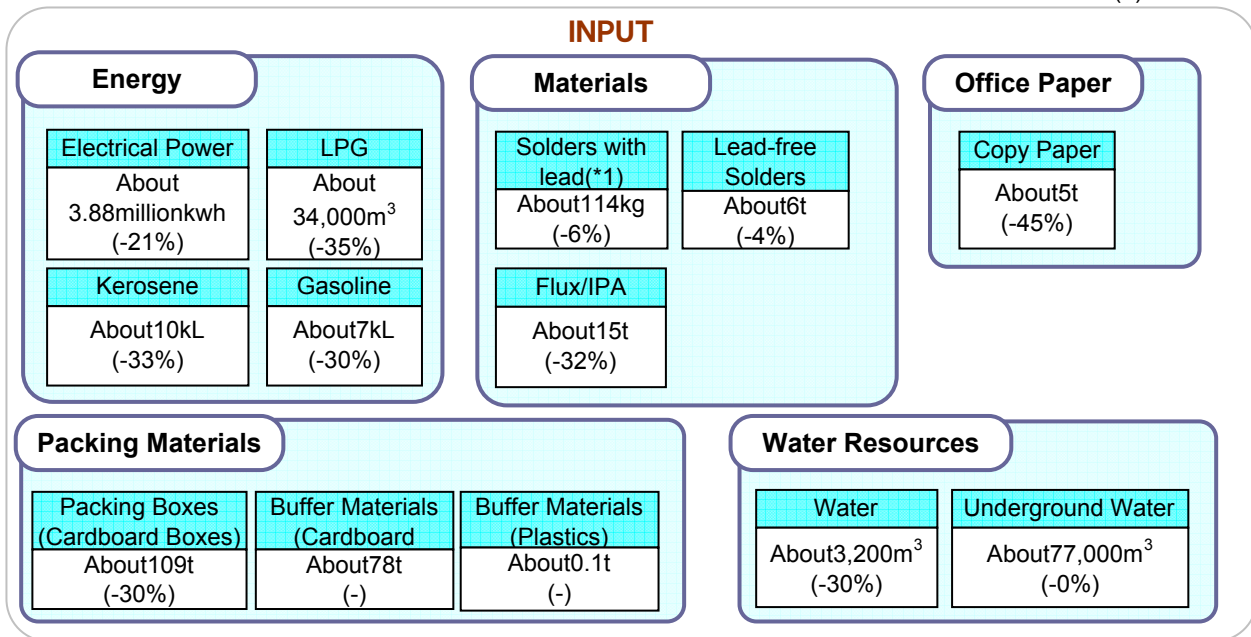 INPUT
Energy
Electrical Power
About
3.88millionkwh
(-21%)
LPG
About
34,000m³
(-35%)
Kerosene
About10kL
(-33%)
Gasoline
About7kL
(-30%)
Materials
Solders with
lead(*1)
About114kg
(-6%)
Lead-free
Solders
About6t
(-4%)
Flux/IPA
About15t
(-32%)
Office Paper
Copy Paper
About5t
(-45%)
Packing Materials
Packing Boxes
(Cardboard Boxes)
About109t
(-30%)
Buffer Materials
(Cardboard
About78t
(-)
Buffer Materials
(Plastics)
About0.1t
(-)
Water Resources
Water
About3,200m³
(-30%)
Underground Water
About77,000m³
(-0%)